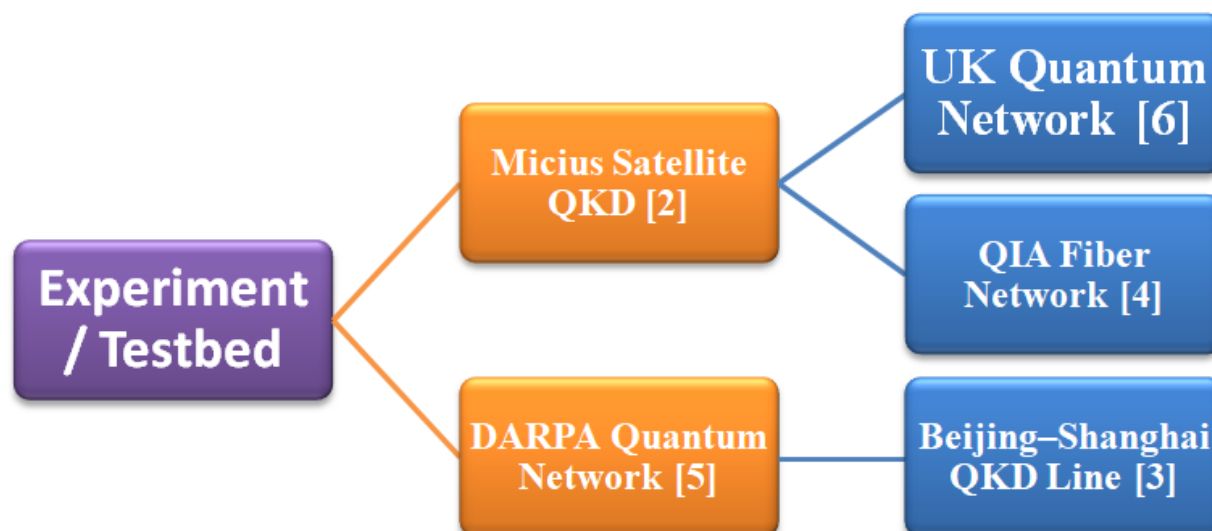 Experiment
/ Testbed
Micius Satellite
QKD [2]
DARPA Quantum
Network [5]
UK Quantum
Network [6]
QIA Fiber
Network [4]
Beijing–Shanghai
QKD Line [3]